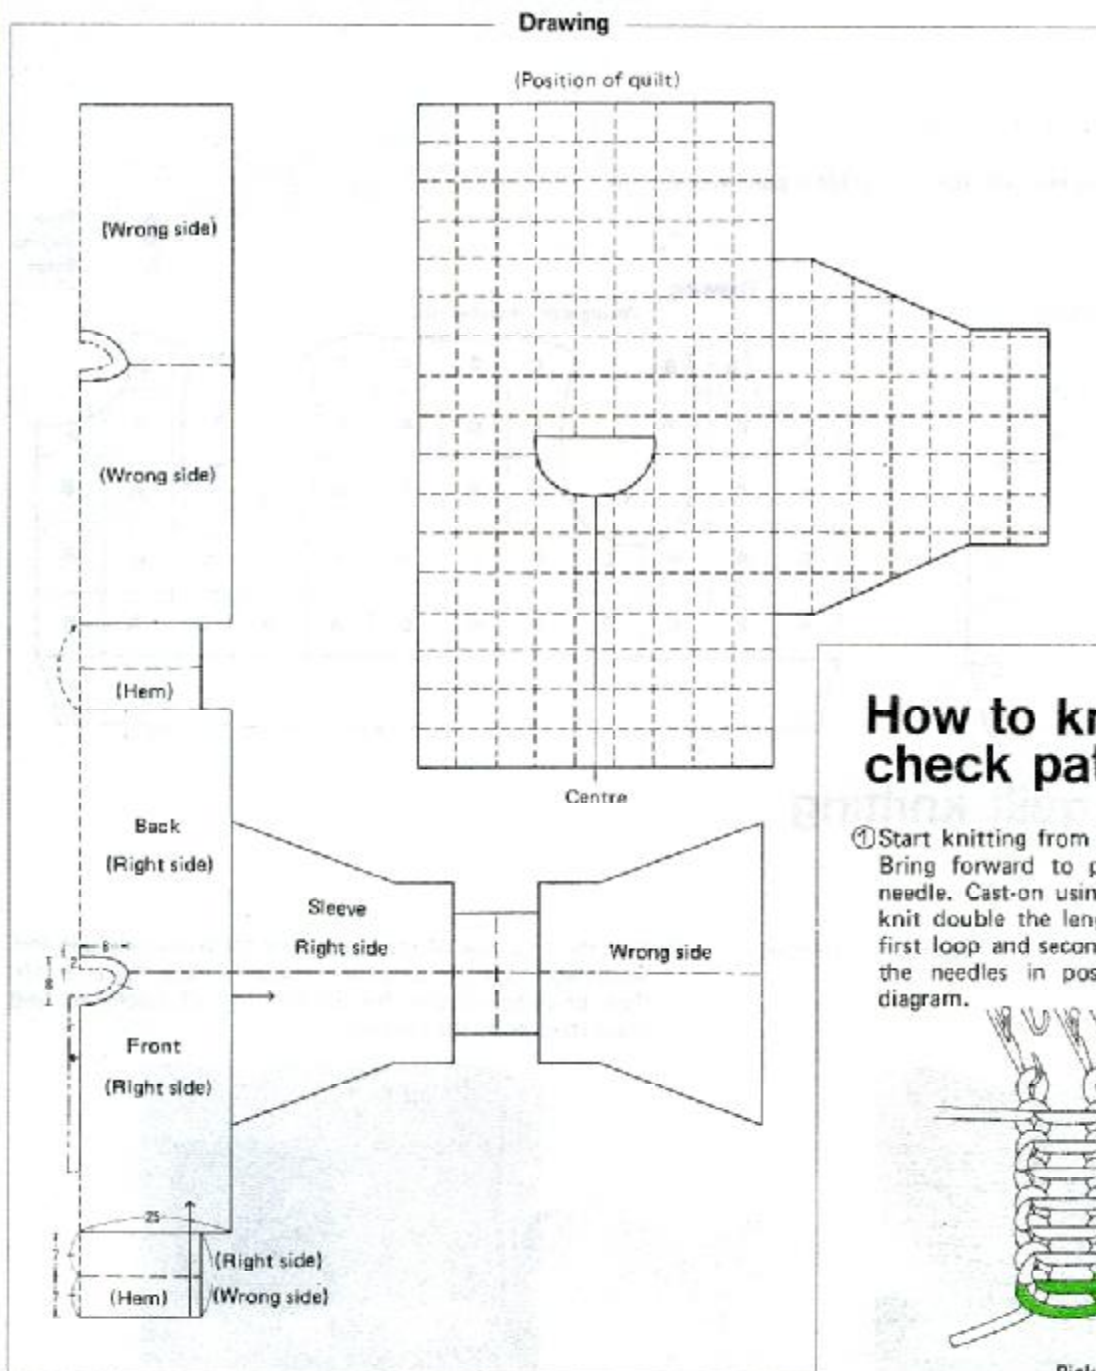 Drawing
(Position of quilt)
(Wrong side)
(Wrong side)
(Hem)
Centre
Back
(Right side)
Sleeve
Right side
Wrong side
8
2
8
Front
(Right side)
25
(Right side)
(Hem)
(Wrong side)
How to kn
check pat
①Start knitting from
Bring forward to p
needle. Cast-on usin
knit double the leng
first loop and secon
the needles in pos
diagram.